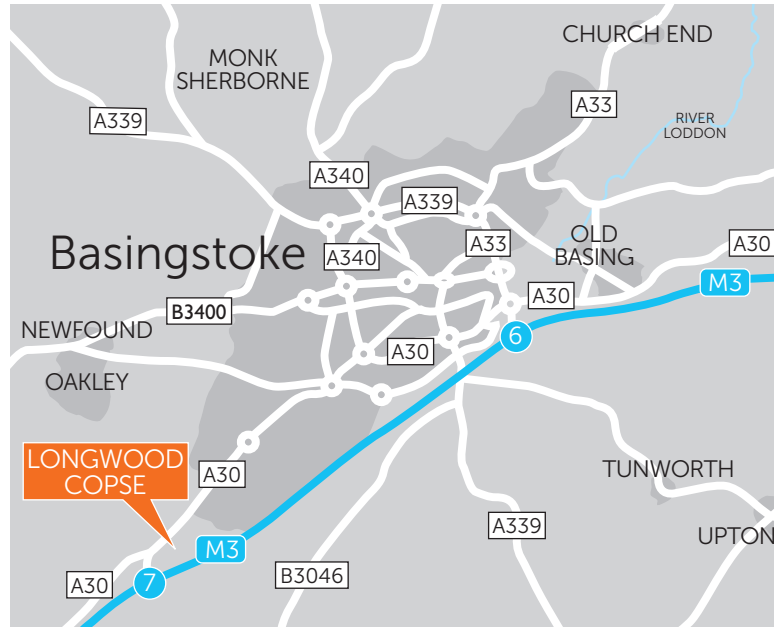 CHURCH END
MONK
SHERBORNE
A33
A339
RIVER
LODDON
A340
A339
Basingstoke
A340
A33
OLD
BASING
A30
M3
A30
B3400
NEWFOUND
6
A30
OAKLEY
LONGWOOD
COPSE
A30
TUNWORTH
A339
UPTON
M3
B3046
A30
7